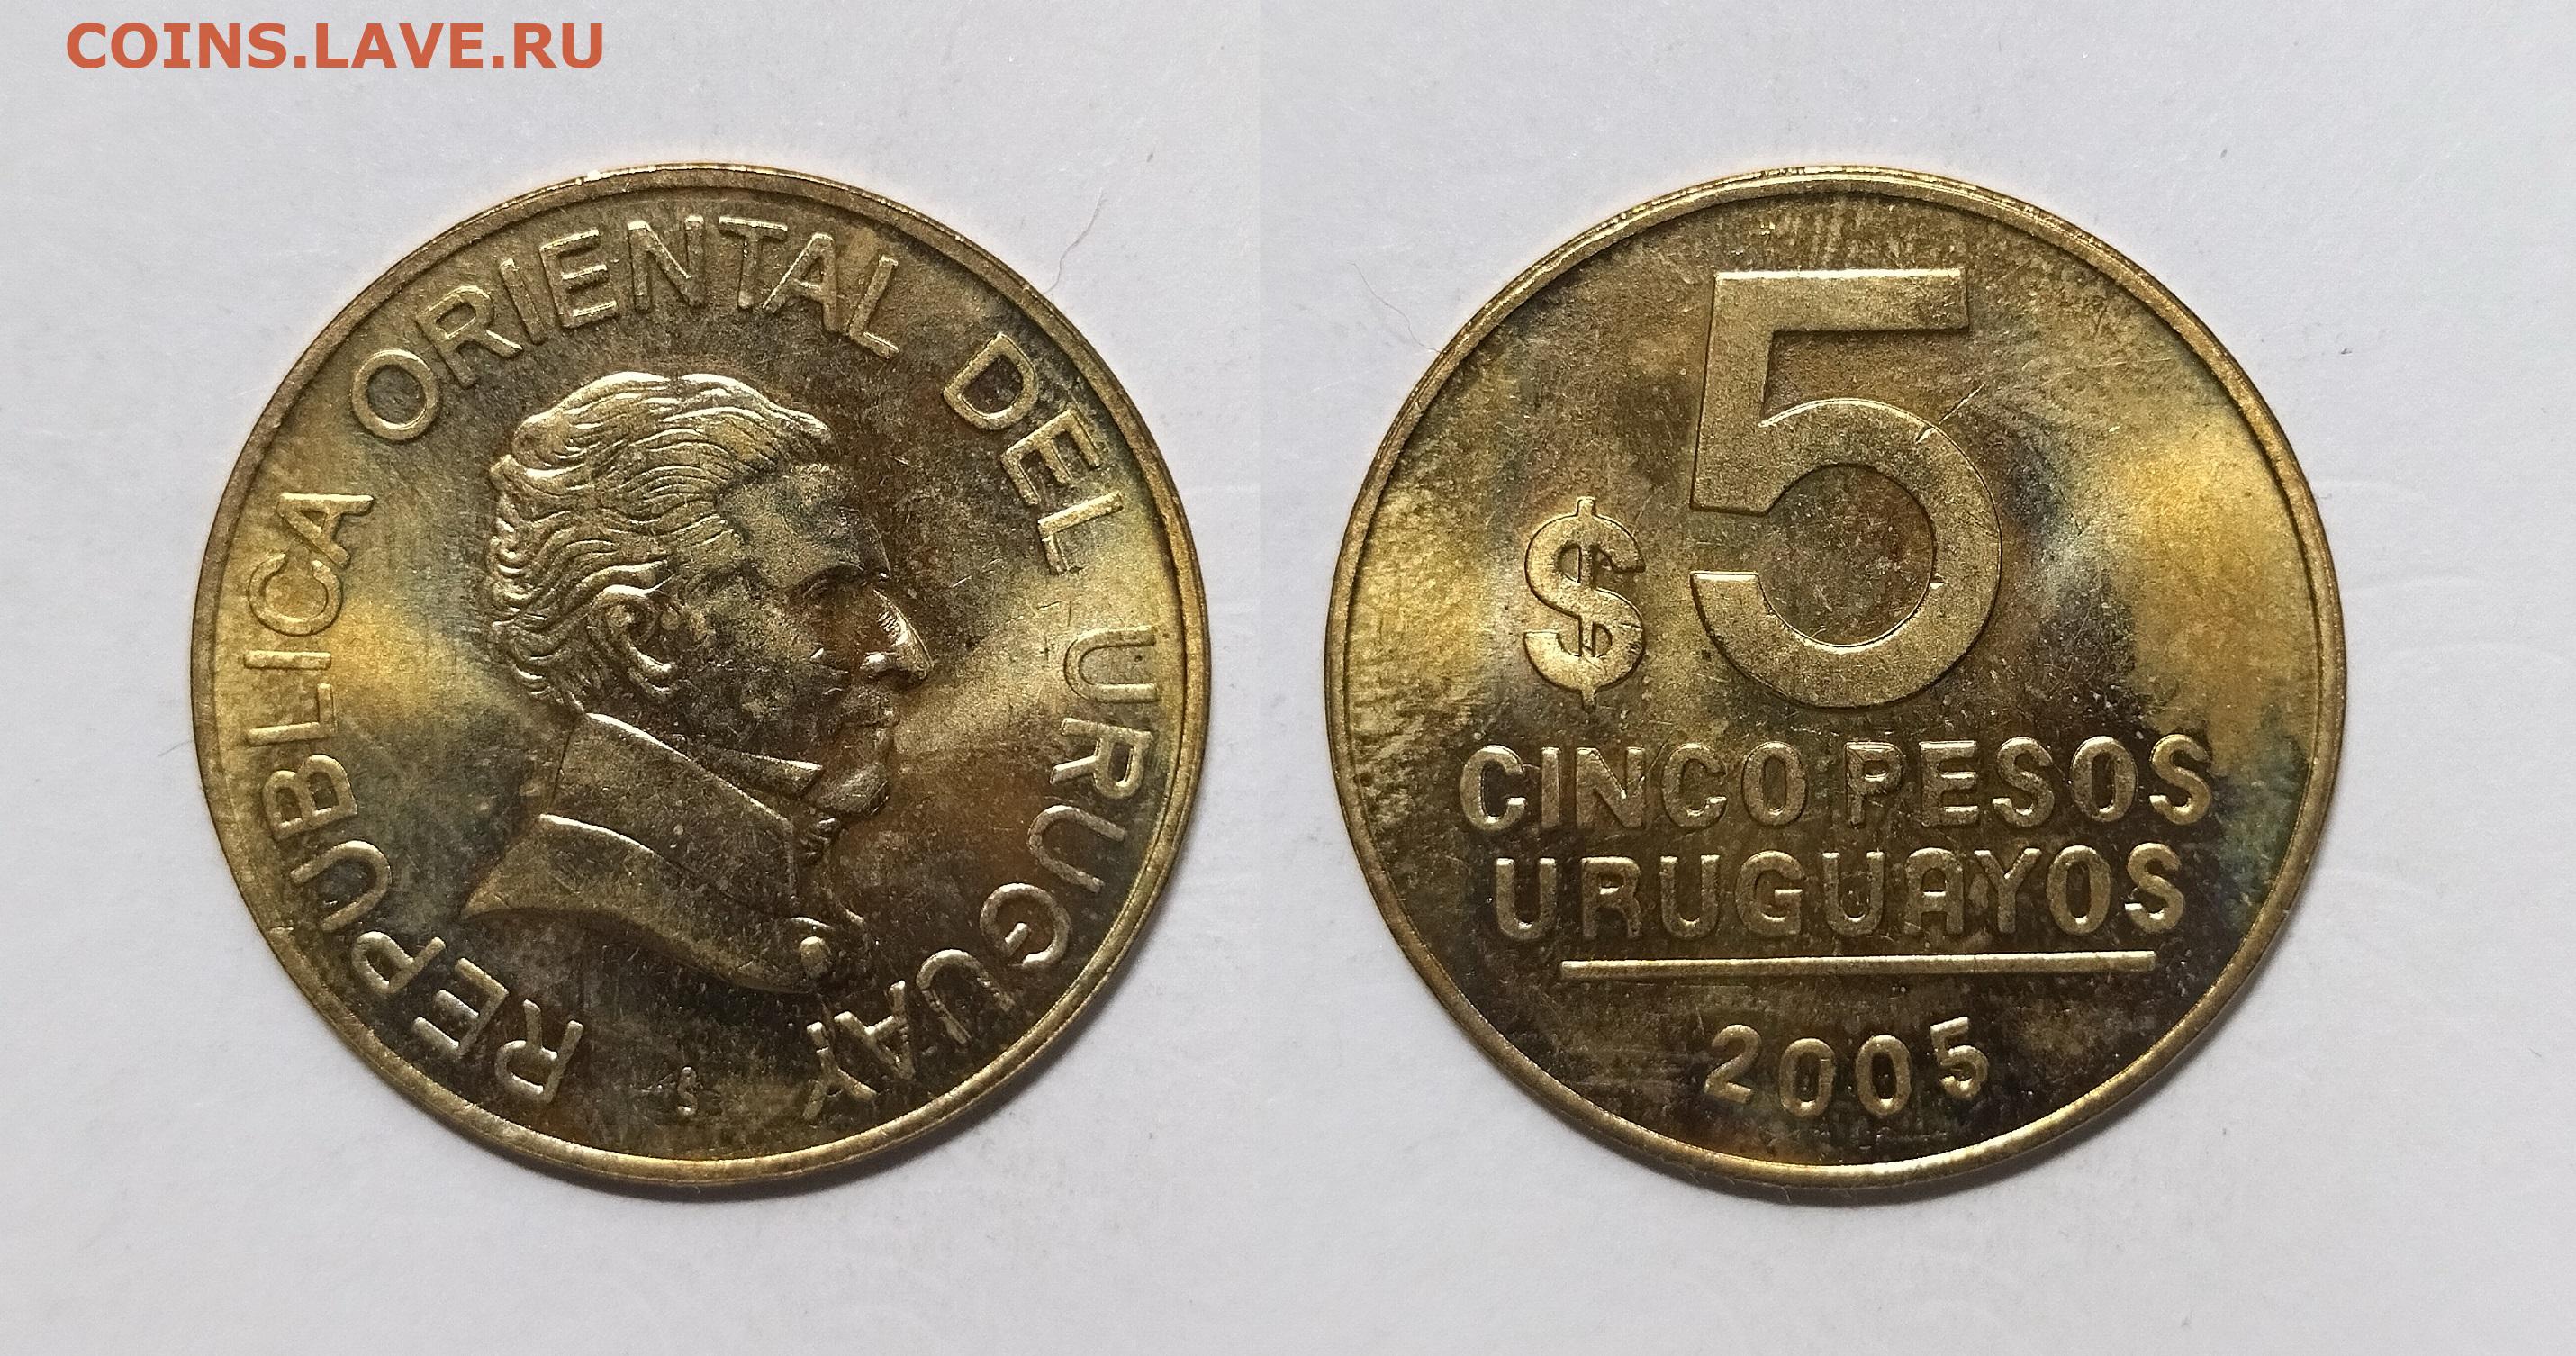 COINS.LAVE.RU
REPUBLICA ORIENTAL DEL URUGUAY
S
$5
CINCO PESOS
URUGUAYOS
2005